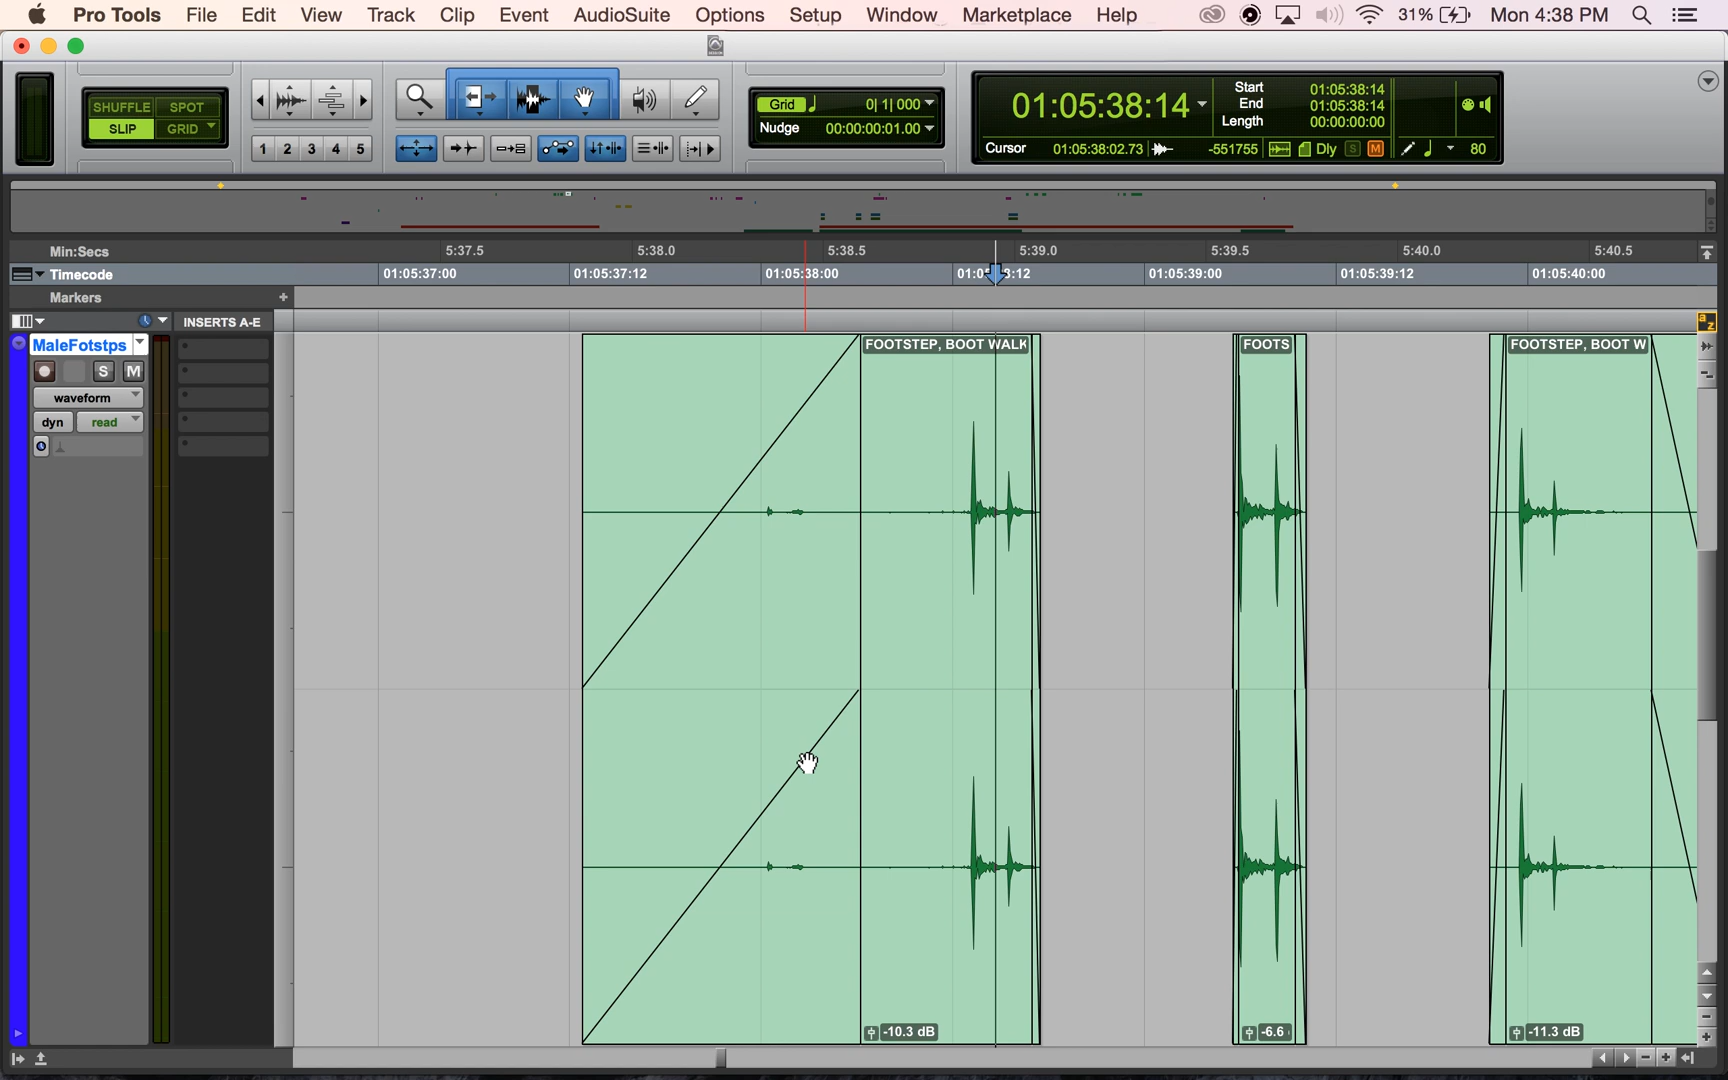 Pro Tools File Edit View Track Clip Event AudioSuite Options Setup Window Marketplace Help 31% Mon 4:38 PM
SHUFFLE SPOT
SLIP GRID
1 2 3 4 5
Grid 0| 1| 000
Nudge 00:00:00:01.00
01:05:38:14
Start 01:05:38:14
End 01:05:38:14
Length 00:00:00:00
Cursor 01:05:38:02.73 -551755 Dly S M 80
Min:Secs 5:37.5 5:38.0 5:38.5 5:39.0 5:39.5 5:40.0 5:40.5
Timecode 01:05:37:00 01:05:37:12 01:05:38:00 01:0 3:12 01:05:39:00 01:05:39:12 01:05:40:00
Markers +
INSERTS A-E
a z
MaleFotstps
S M
waveform
dyn read
FOOTSTEP, BOOT WALK
FOOTS
FOOTSTEP, BOOT W
-10.3 dB
-6.6
-11.3 dB